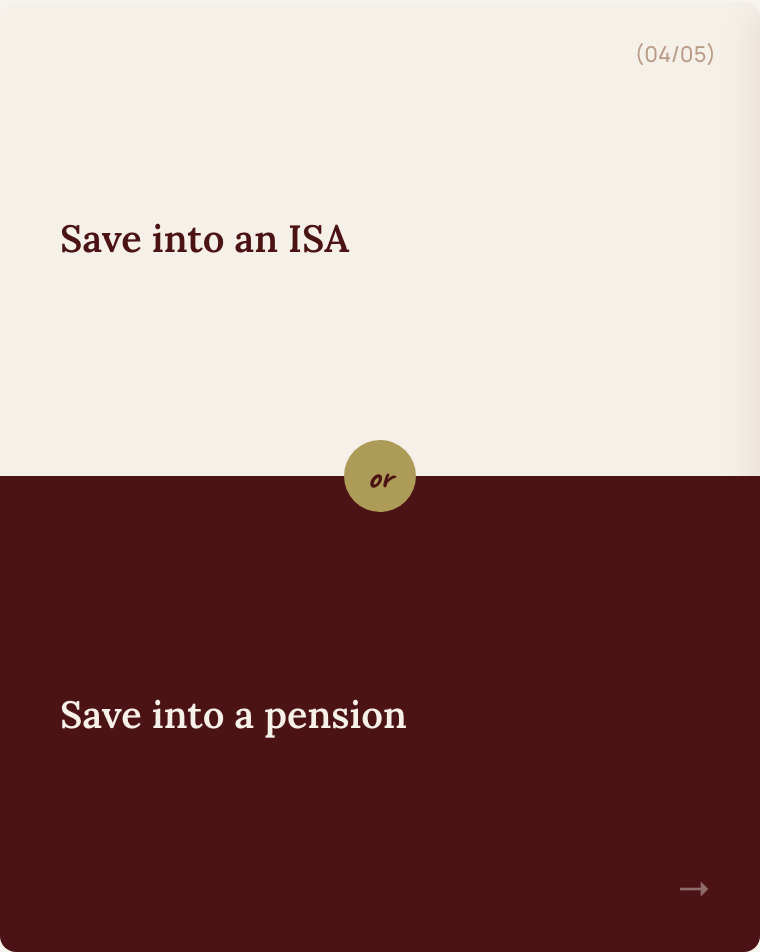 (04/05)
Save into an ISA
or
Save into a pension